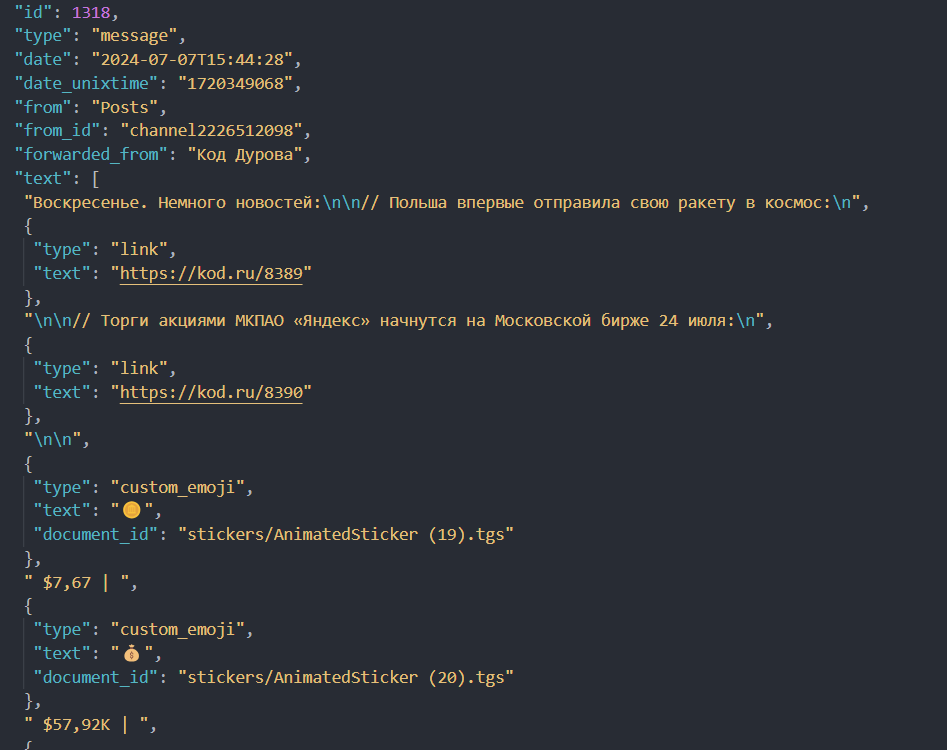 "id": 1318,
"type": "message",
"date": "2024-07-07T15:44:28",
"date_unixtime": "1720349068",
"from": "Posts",
"from_id": "channel2226512098",
"forwarded_from": "Код Дурова",
"text": [
"Воскресенье. Немного новостей:\n\n// Польша впервые отправила свою ракету в космос:\n",
{
"type": "link",
"text": "https://kod.ru/8389"
},
"\n\n// Торги акциями МКПАО «Яндекс» начнутся на Московской бирже 24 июля:\n",
{
"type": "link",
"text": "https://kod.ru/8390"
},
"\n\n",
{
"type": "custom_emoji",
"text": "🪙",
"document_id": "stickers/AnimatedSticker (19).tgs"
},
" $7,67 | ",
{
"type": "custom_emoji",
"text": "💰",
"document_id": "stickers/AnimatedSticker (20).tgs"
},
" $57,92K | ",
{